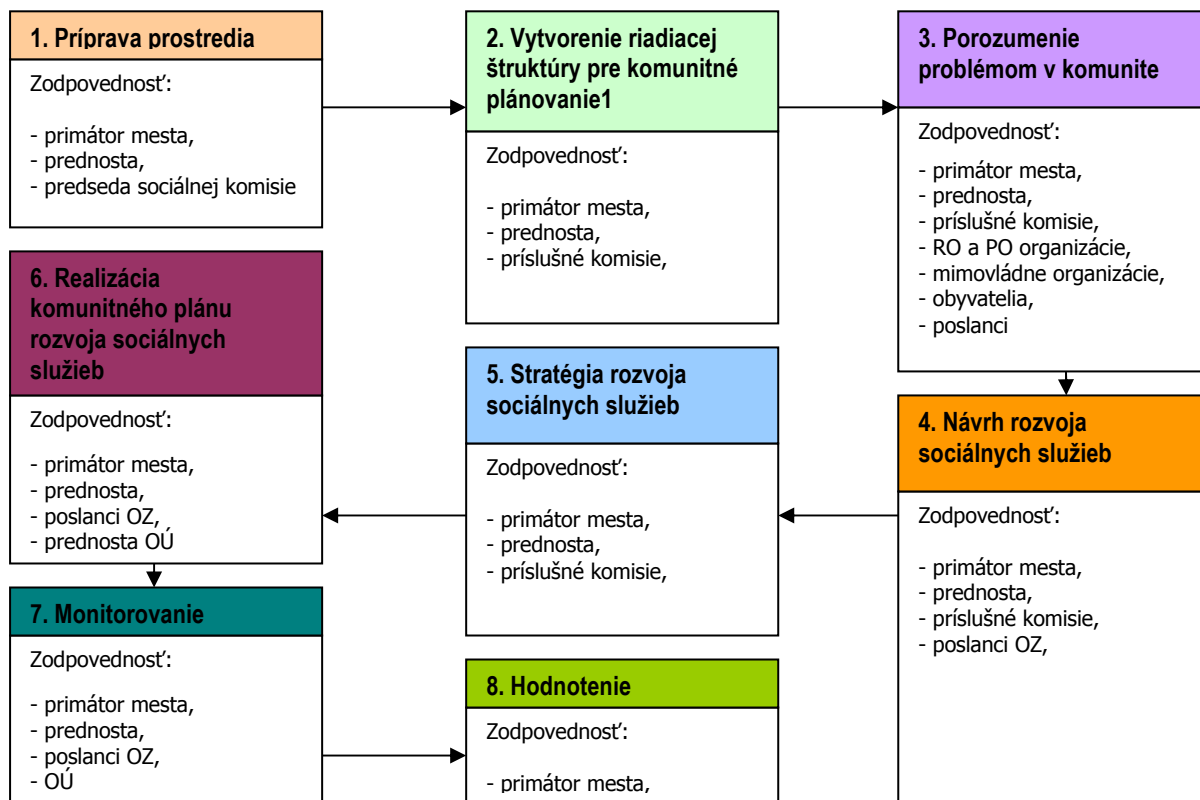 1. Príprava prostredia
Zodpovednosť:
- primátor mesta,
- prednosta,
- predseda sociálnej komisie
2. Vytvorenie riadiacej
štruktúry pre komunitné
plánovanie1
Zodpovednosť:
- primátor mesta,
- prednosta,
- príslušné komisie,
3. Porozumenie
problémom v komunite
Zodpovednosť:
- primátor mesta,
- prednosta,
- príslušné komisie,
- RO a PO organizácie,
- mimovládne organizácie,
- obyvatelia,
- poslanci
4. Návrh rozvoja
sociálnych služieb
Zodpovednosť:
- primátor mesta,
- prednosta,
- príslušné komisie,
- poslanci OZ,
5. Stratégia rozvoja
sociálnych služieb
Zodpovednosť:
- primátor mesta,
- prednosta,
- príslušné komisie,
6. Realizácia
komunitného plánu
rozvoja sociálnych
služieb
Zodpovednosť:
- primátor mesta,
- prednosta,
- poslanci OZ,
- prednosta OÚ
7. Monitorovanie
Zodpovednosť:
- primátor mesta,
- prednosta,
- poslanci OZ,
- OÚ
8. Hodnotenie
Zodpovednosť:
- primátor mesta,